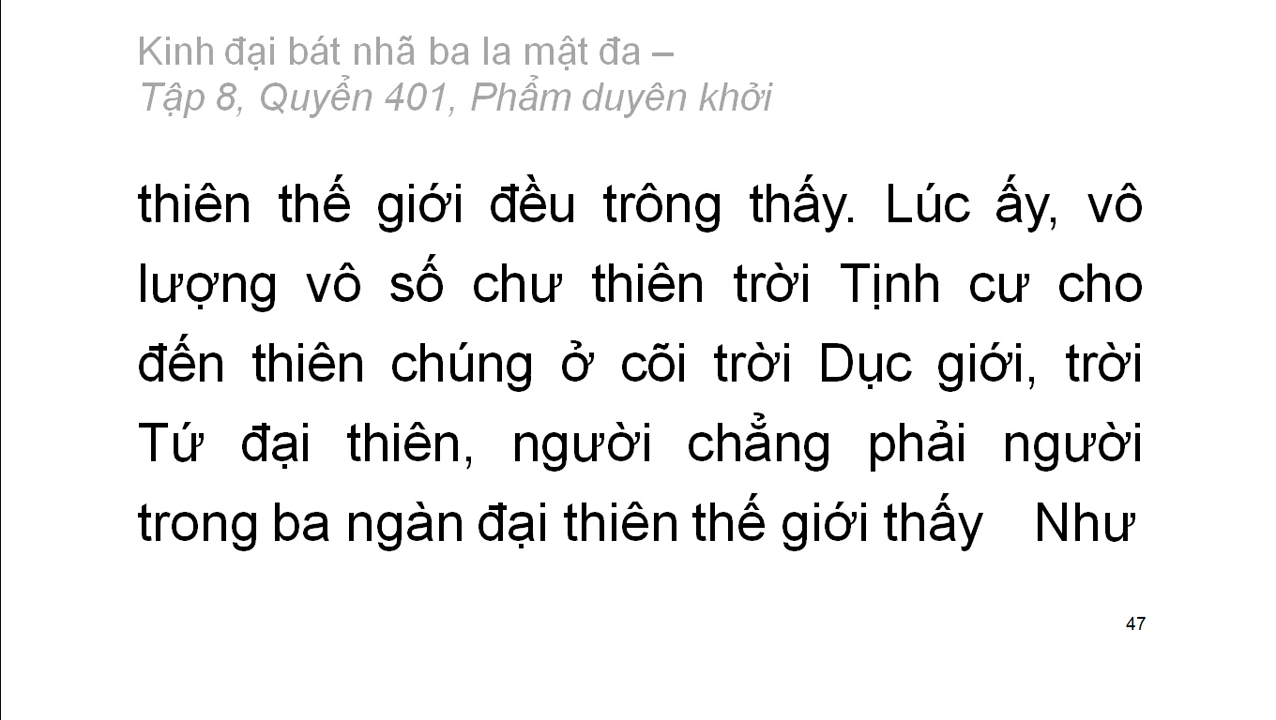 Kinh đại bát nhã ba la mật đa –
Tập 8, Quyển 401, Phẩm duyên khởi
thiên thế giới đều trông thấy. Lúc ấy, vô
lượng vô số chư thiên trời Tịnh cư cho
đến thiên chúng ở cõi trời Dục giới, trời
Tứ đại thiên, người chẳng phải người
trong ba ngàn đại thiên thế giới thấy Như
47